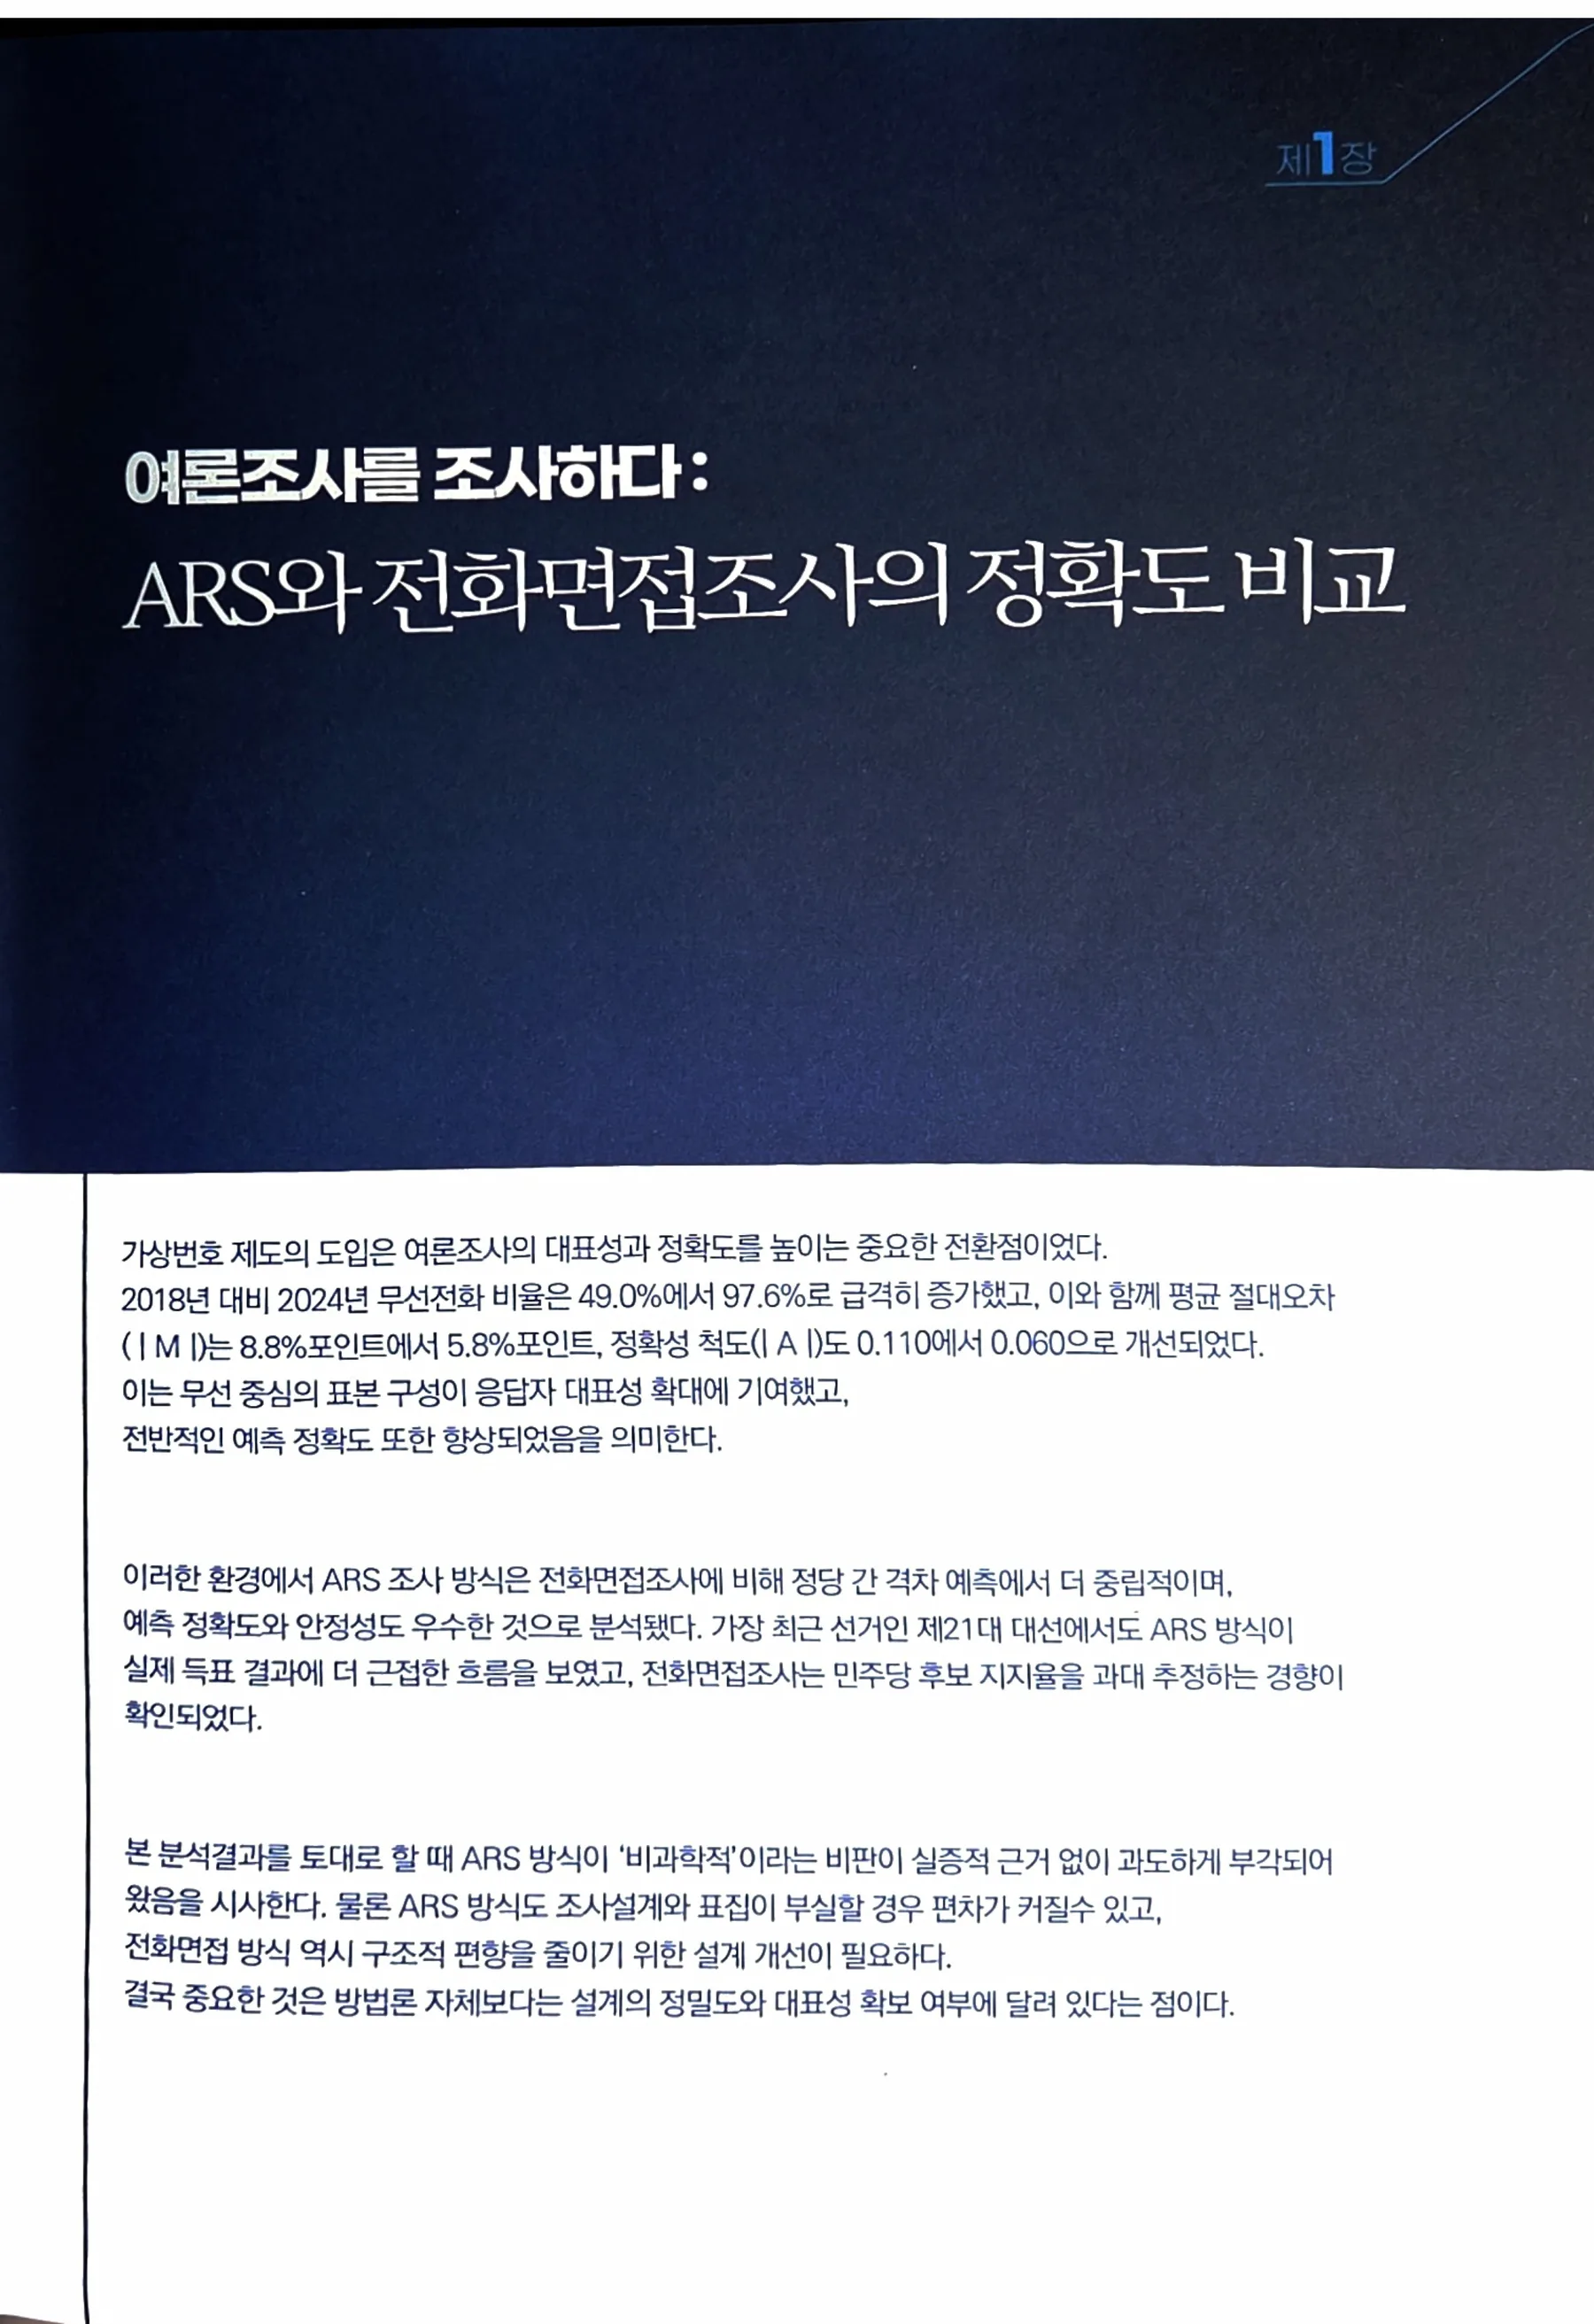 제1장
여론조사를 조사하다:
ARS와 전화면접조사의 정확도 비교
가상번호 제도의 도입은 여론조사의 대표성과 정확도를 높이는 중요한 전환점이었다.
2018년 대비 2024년 무선전화 비율은 49.0%에서 97.6%로 급격히 증가했고, 이와 함께 평균 절대오차
(|M|)는 8.8%포인트에서 5.8%포인트, 정확성 척도(|A|)도 0.110에서 0.060으로 개선되었다.
이는 무선 중심의 표본 구성이 응답자 대표성 확대에 기여했고,
전반적인 예측 정확도 또한 향상되었음을 의미한다.
이러한 환경에서 ARS 조사 방식은 전화면접조사에 비해 정당 간 격차 예측에서 더 중립적이며,
예측 정확도와 안정성도 우수한 것으로 분석됐다. 가장 최근 선거인 제21대 대선에서도 ARS 방식이
실제 득표 결과에 더 근접한 흐름을 보였고, 전화면접조사는 민주당 후보 지지율을 과대 추정하는 경향이
확인되었다.
본 분석결과를 토대로 할 때 ARS 방식이 ‘비과학적’이라는 비판이 실증적 근거 없이 과도하게 부각되어
왔음을 시사한다. 물론 ARS 방식도 조사설계와 표집이 부실할 경우 편차가 커질수 있고,
전화면접 방식 역시 구조적 편향을 줄이기 위한 설계 개선이 필요하다.
결국 중요한 것은 방법론 자체보다는 설계의 정밀도와 대표성 확보 여부에 달려 있다는 점이다.